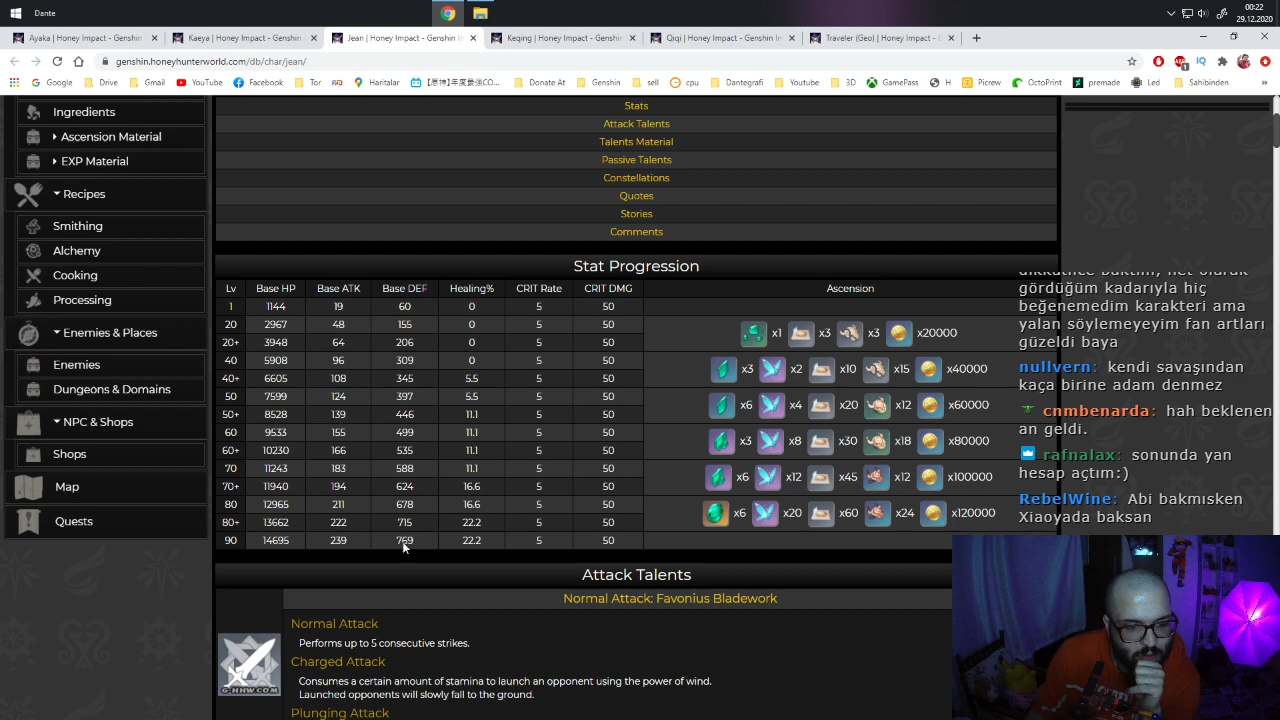 Dante
00:22
29.12.2020
Ayaka | Honey Impact - Genshin
Kaeya | Honey Impact - Genshin
Jean | Honey Impact - Genshin Im
Keqing | Honey Impact - Genshin
Qiqi | Honey Impact - Genshin Im
Traveler (Geo) | Honey Impact - G
genshin.honeyhunterworld.com/db/char/jean/
Google
Drive
Gmail
YouTube
Facebook
Tor
Haritalar
Donate At
Genshin
sell
cpu
Dantegrafi
Youtube
3D
GamePass
H
Picrew
OctoPrint
premade
Led
Sahibinden
Ingredients
Ascension Material
EXP Material
Recipes
Smithing
Alchemy
Cooking
Processing
Enemies & Places
Enemies
Dungeons & Domains
NPC & Shops
Shops
Map
Quests
Stats
Attack Talents
Talents Material
Passive Talents
Constellations
Quotes
Stories
Comments
Stat Progression
Lv Base HP Base ATK Base DEF Healing% CRIT Rate CRIT DMG Ascension
1 1144 19 60 0 5 50
20 2967 48 155 0 5 50
20+ 3948 64 206 0 5 50
x1 x3 x3 x20000
40 5908 96 309 0 5 50
40+ 6605 108 345 5.5 5 50
x3 x2 x10 x15 x40000
50 7599 124 397 5.5 5 50
50+ 8528 139 446 11.1 5 50
x6 x4 x20 x12 x60000
60 9533 155 499 11.1 5 50
60+ 10230 166 535 11.1 5 50
x3 x8 x30 x18 x80000
70 11243 183 588 11.1 5 50
70+ 11940 194 624 16.6 5 50
x6 x12 x45 x12 x100000
80 12965 211 678 16.6 5 50
80+ 13662 222 715 22.2 5 50
x6 x20 x60 x24 x120000
90 14695 239 769 22.2 5 50
Attack Talents
Normal Attack: Favonius Bladework
Normal Attack
Performs up to 5 consecutive strikes.
Charged Attack
Consumes a certain amount of stamina to launch an opponent using the power of wind.
Launched opponents will slowly fall to the ground.
Plunging Attack
G-HHW.COM
dikkatlice baktım, net olarak
gördüğüm kadarıyla hiç
beğenemedim karakteri ama
yalan söylemeyeyim fan artları
güzeldi baya
nullvern: kendi savaşından
kaça birine adam denmez
cnmbenarda: hah beklenen
an geldi.
rafnalax: sonunda yan
hesap açtım:)
RebelWine: Abi bakmısken
Xiaoyada baksan